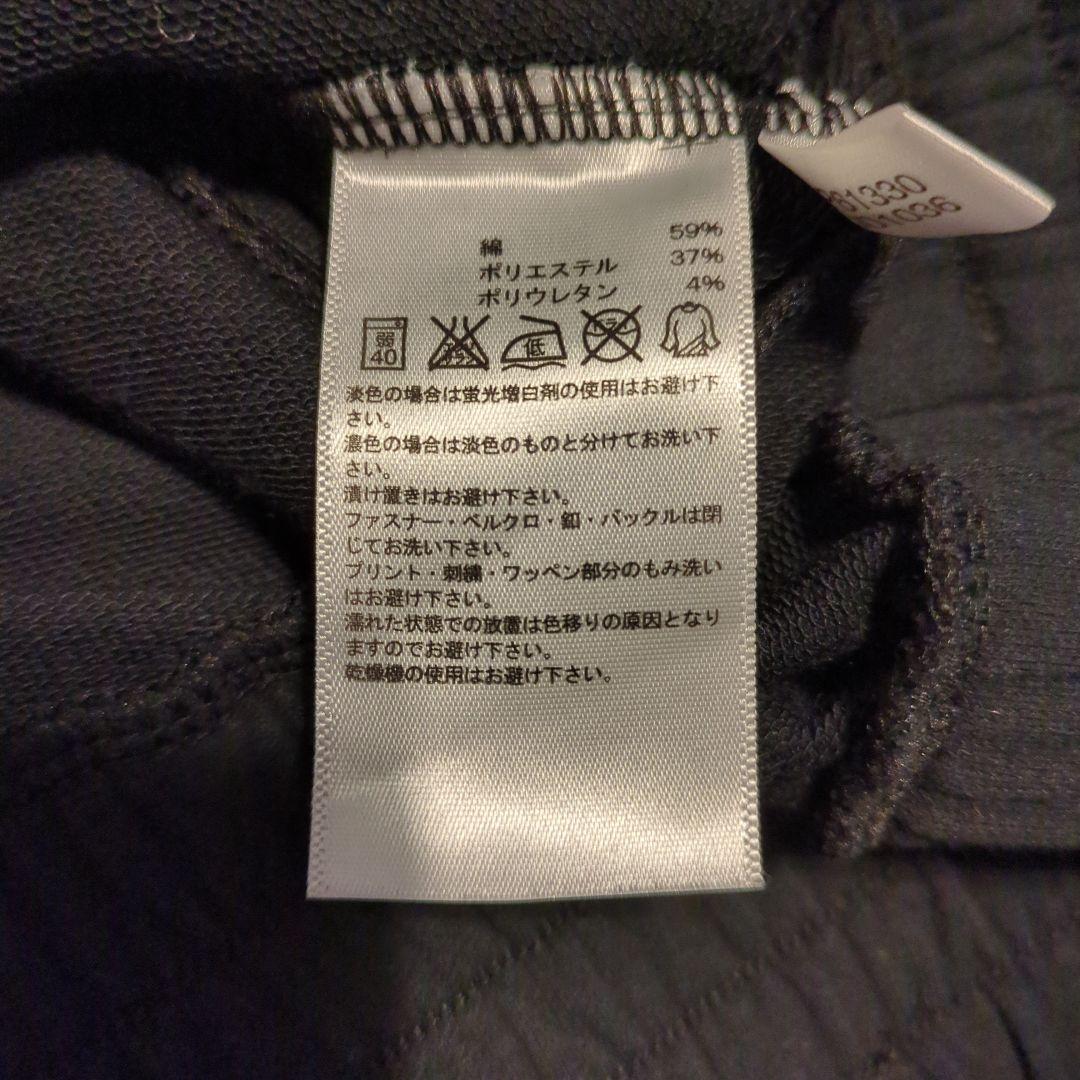 綿 59%
ポリエステル 37%
ポリウレタン 4%
弱
40
低
淡色の場合は蛍光増白剤の使用はお避け下
さい。
濃色の場合は淡色のものと分けてお洗い下
さい。
漬け置きはお避け下さい。
ファスナー・ベルクロ・釦・バックルは閉
じてお洗い下さい。
プリント・刺繍・ワッペン部分のもみ洗い
はお避け下さい。
濡れた状態での放置は色移りの原因となり
ますのでお避け下さい。
乾燥機の使用はお避け下さい。
1330
1036